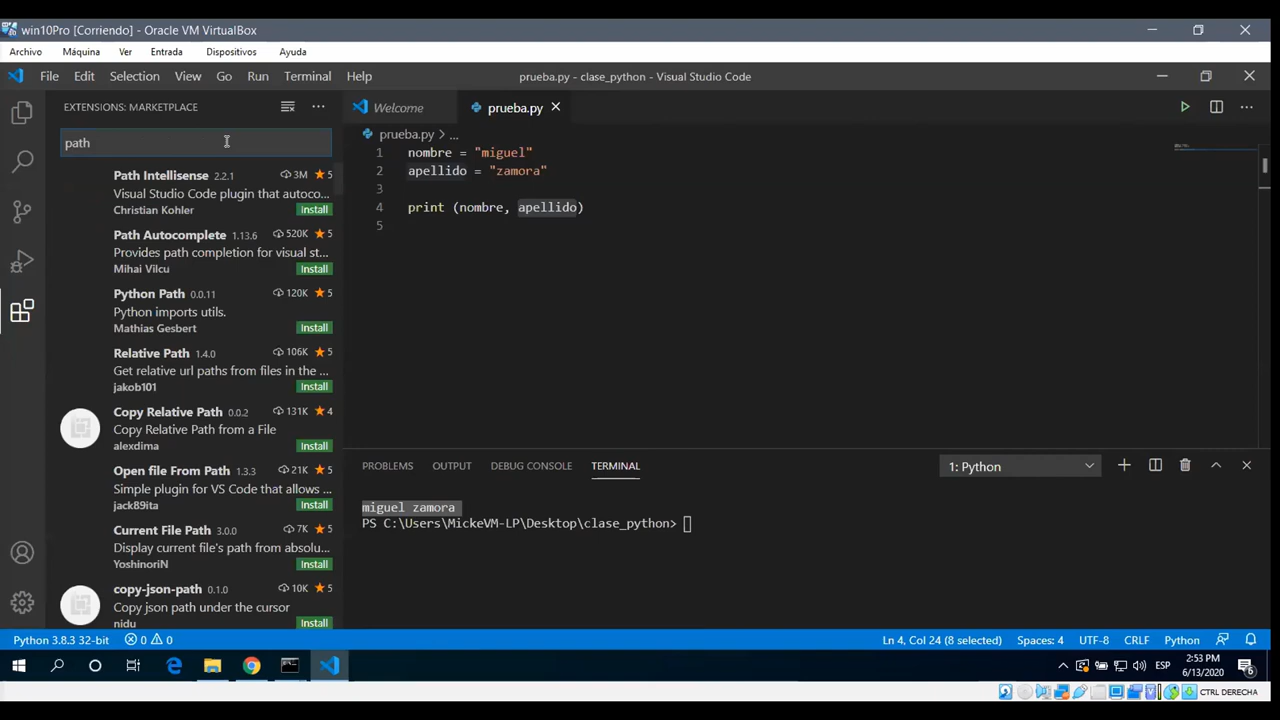 win10Pro [Corriendo] - Oracle VM VirtualBox
Archivo Máquina Ver Entrada Dispositivos Ayuda
File Edit Selection View Go Run Terminal Help prueba.py - clase_python - Visual Studio Code
EXTENSIONS: MARKETPLACE
path
Path Intellisense 2.2.1 3M 5
Visual Studio Code plugin that autoco...
Christian Kohler Install
Path Autocomplete 1.13.6 520K 5
Provides path completion for visual st...
Mihai Vilcu Install
Python Path 0.0.11 120K 5
Python imports utils.
Mathias Gesbert Install
Relative Path 1.4.0 106K 5
Get relative url paths from files in the ...
jakob101 Install
Copy Relative Path 0.0.2 131K 4
Copy Relative Path from a File
alexdima Install
Open file From Path 1.3.3 21K 5
Simple plugin for VS Code that allows ...
jack89ita Install
Current File Path 3.0.0 7K 5
Display current file's path from absolu...
YoshinoriN Install
copy-json-path 0.1.0 10K 5
Copy json path under the cursor
nidu Install
Welcome prueba.py
prueba.py > ...
1 nombre = "miguel"
2 apellido = "zamora"
3
4 print (nombre, apellido)
5
PROBLEMS OUTPUT DEBUG CONSOLE TERMINAL 1: Python
miguel zamora
PS C:\Users\MickeVM-LP\Desktop\clase_python>
Python 3.8.3 32-bit 0 0 Ln 4, Col 24 (8 selected) Spaces: 4 UTF-8 CRLF Python
ESP 2:53 PM
6/13/2020 6
CTRL DERECHA